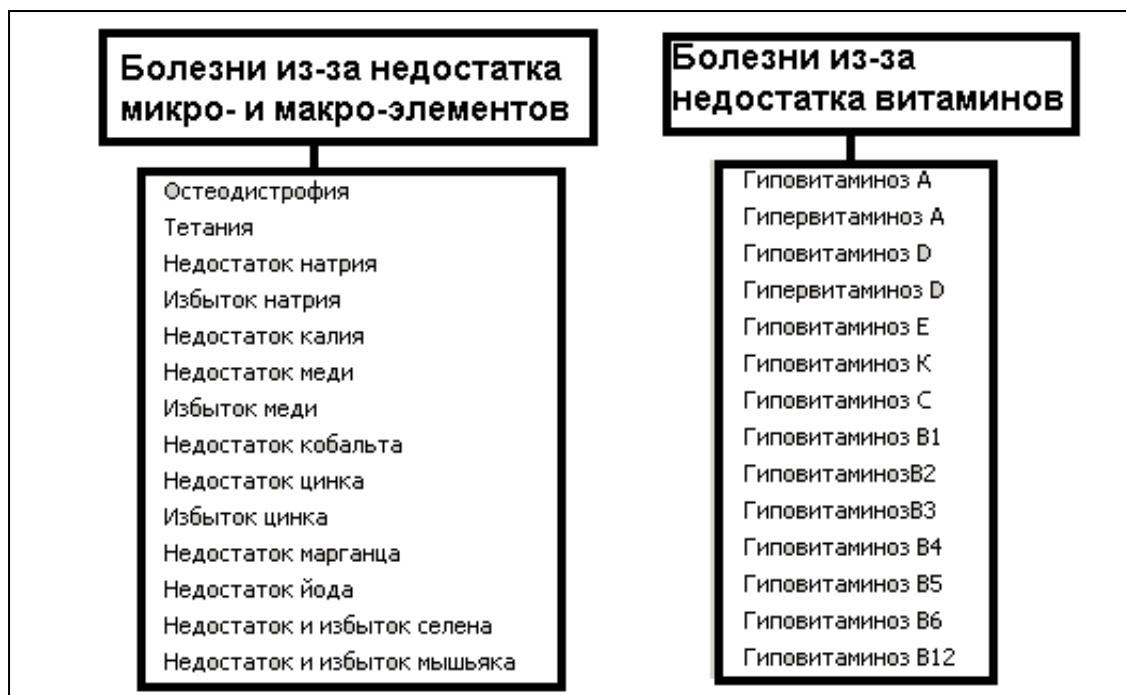 Болезни из-за недостатка
микро- и макро-элементов
Остеодистрофия
Тетания
Недостаток натрия
Избыток натрия
Недостаток калия
Недостаток меди
Избыток меди
Недостаток кобальта
Недостаток цинка
Избыток цинка
Недостаток марганца
Недостаток йода
Недостаток и избыток селена
Недостаток и избыток мышьяка
Болезни из-за
недостатка витаминов
Гиповитаминоз А
Гипервитаминоз А
Гиповитаминоз D
Гипервитаминоз D
Гиповитаминоз Е
Гиповитаминоз К
Гиповитаминоз С
Гиповитаминоз В1
ГиповитаминозВ2
ГиповитаминозВ3
Гиповитаминоз В4
Гиповитаминоз В5
Гиповитаминоз В6
Гиповитаминоз В12